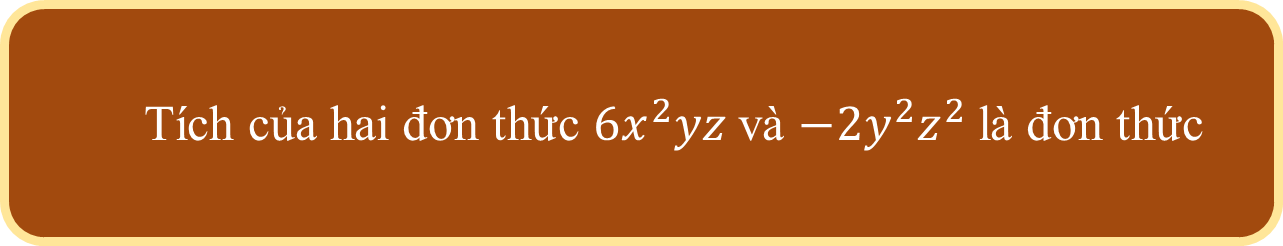 Tích của hai đơn thức 6x²yz và −2y²z² là đơn thức